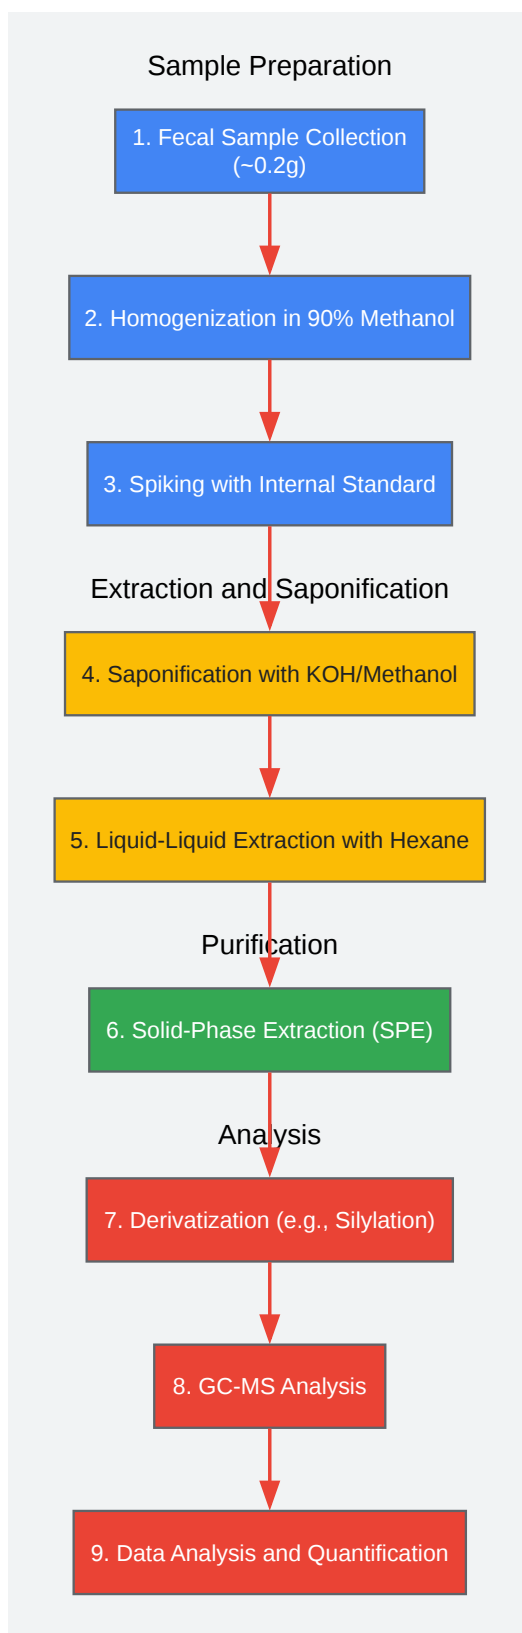 Sample Preparation
1. Fecal Sample Collection
(~0.2g)
2. Homogenization in 90% Methanol
3. Spiking with Internal Standard
Extraction and Saponification
4. Saponification with KOH/Methanol
5. Liquid-Liquid Extraction with Hexane
Purification
6. Solid-Phase Extraction (SPE)
Analysis
7. Derivatization (e.g., Silylation)
8. GC-MS Analysis
9. Data Analysis and Quantification